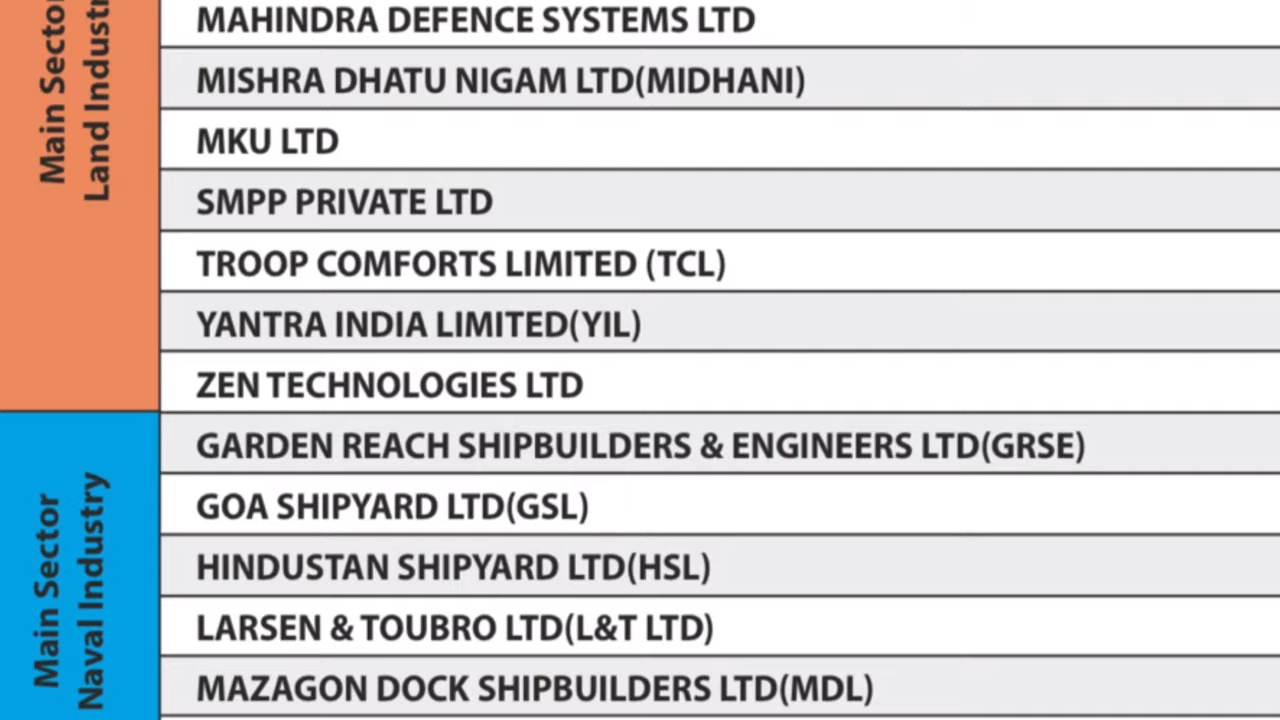 Main Sector
Land Industr
MAHINDRA DEFENCE SYSTEMS LTD
MISHRA DHATU NIGAM LTD(MIDHANI)
MKU LTD
SMPP PRIVATE LTD
TROOP COMFORTS LIMITED (TCL)
YANTRA INDIA LIMITED(YIL)
ZEN TECHNOLOGIES LTD
Main Sector
Naval Industry
GARDEN REACH SHIPBUILDERS & ENGINEERS LTD(GRSE)
GOA SHIPYARD LTD(GSL)
HINDUSTAN SHIPYARD LTD(HSL)
LARSEN & TOUBRO LTD(L&T LTD)
MAZAGON DOCK SHIPBUILDERS LTD(MDL)